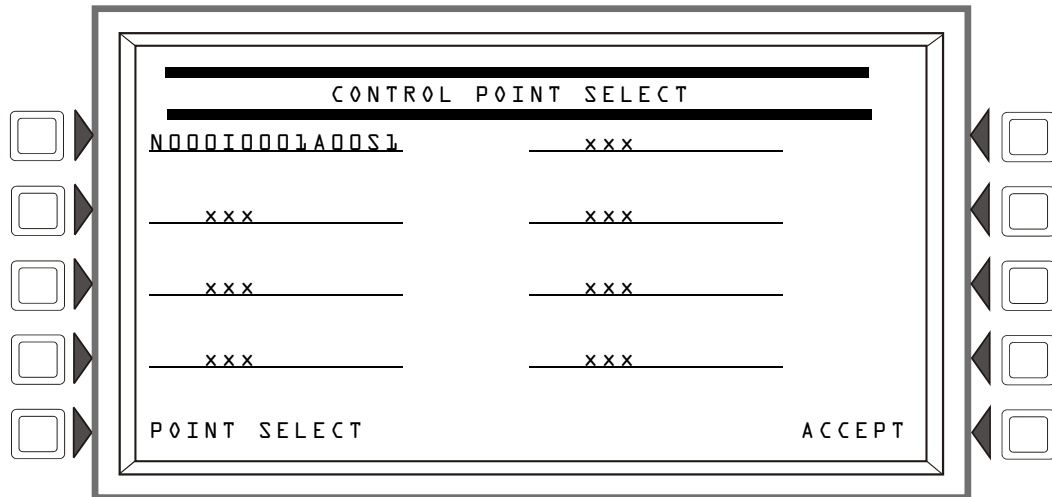 CONTROL POINT SELECT
N000I0001A00S1 xxx
xxx xxx
xxx xxx
xxx xxx
POINT SELECT ACCEPT